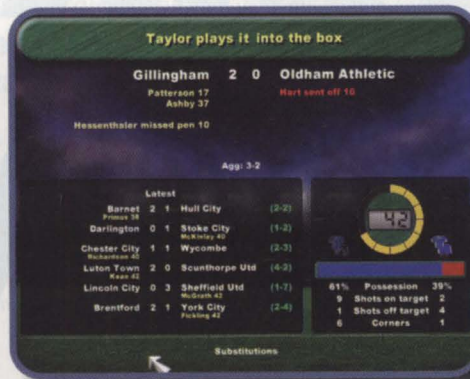 Taylor plays it into the box
Gillingham 2 0 Oldham Athletic
Patterson 17 Hart sent off 16
Ashby 37
Hessenthaler missed pen 10
Agg: 3-2
Latest
Barnet 2 1 Hull City (2-2)
Primus 38
Darlington 0 1 Stoke City (1-2)
McKinlay 40
Chester City 1 1 Wycombe (2-3)
Richardson 42
Luton Town 2 0 Scunthorpe Utd (4-2)
Kean 42
Lincoln City 0 3 Sheffield Utd (1-7)
McGrath 42
Brentford 2 1 York City (2-4)
Pickling 42
42
61% Possession 39%
9 Shots on target 2
1 Shots off target 4
6 Corners 1
Substitutions